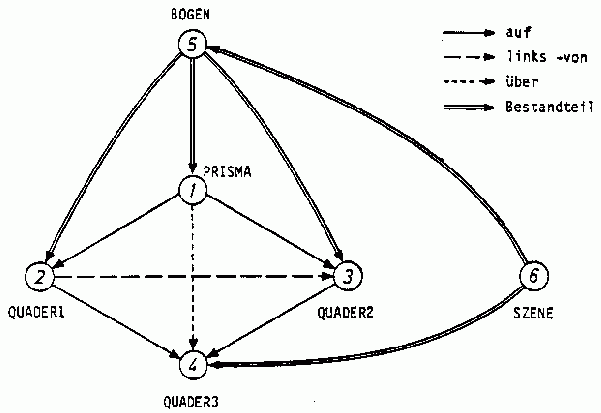 BOGEN
5
auf
links -von
über
Bestandteil
PRISMA
1
2
3
6
QUADER1
QUADER2
SZENE
4
QUADER3